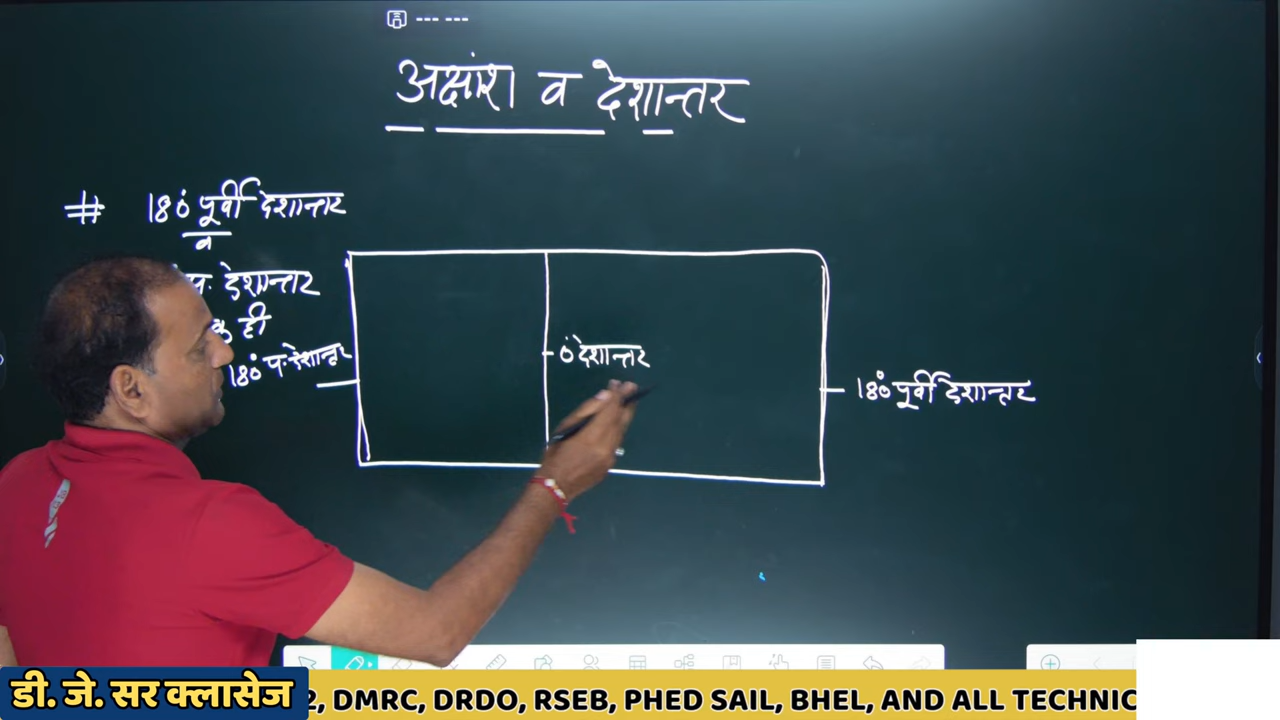 अक्षांश व देशान्तर
# 180° पूर्वी देशान्तर
व
प. देशान्तर
ही
180° प. देशान्तर
0° देशान्तर
180° पूर्वी देशान्तर
डी. जे. सर क्लासेज
2, DMRC, DRDO, RSEB, PHED SAIL, BHEL, AND ALL TECHNIC